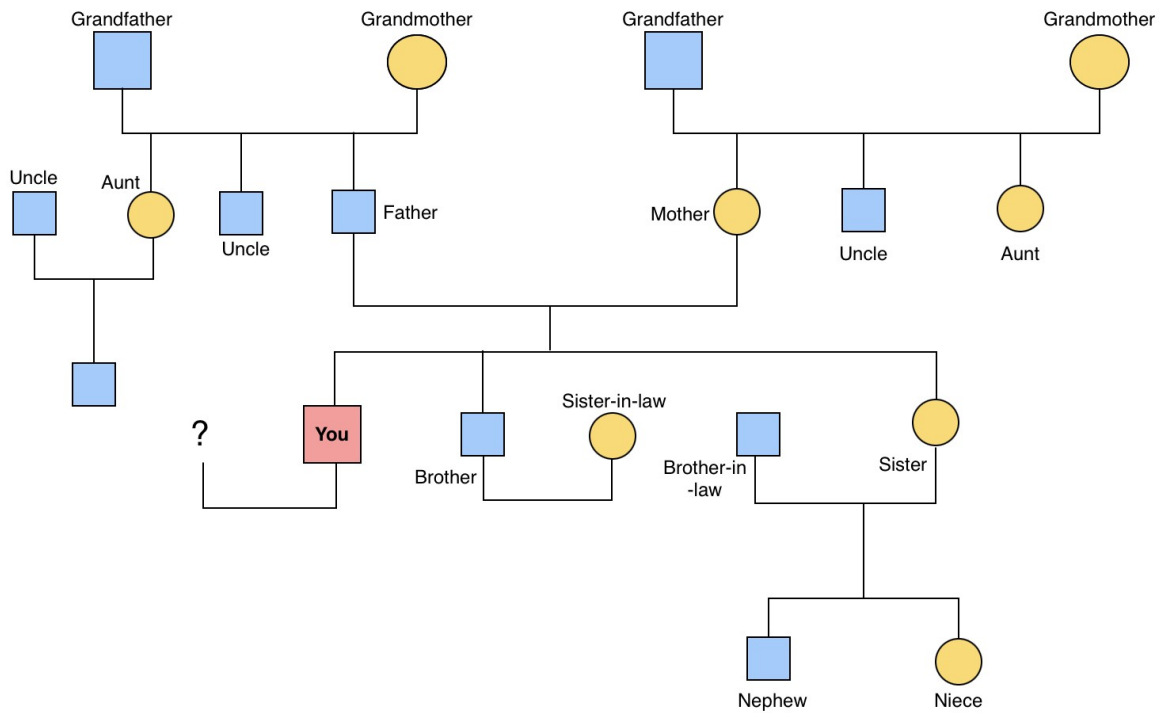 Grandfather
Grandmother
Grandfather
Grandmother
Uncle
Aunt
Uncle
Father
Mother
Uncle
Aunt
?
You
Brother
Sister-in-law
Brother-in
-law
Sister
Nephew
Niece